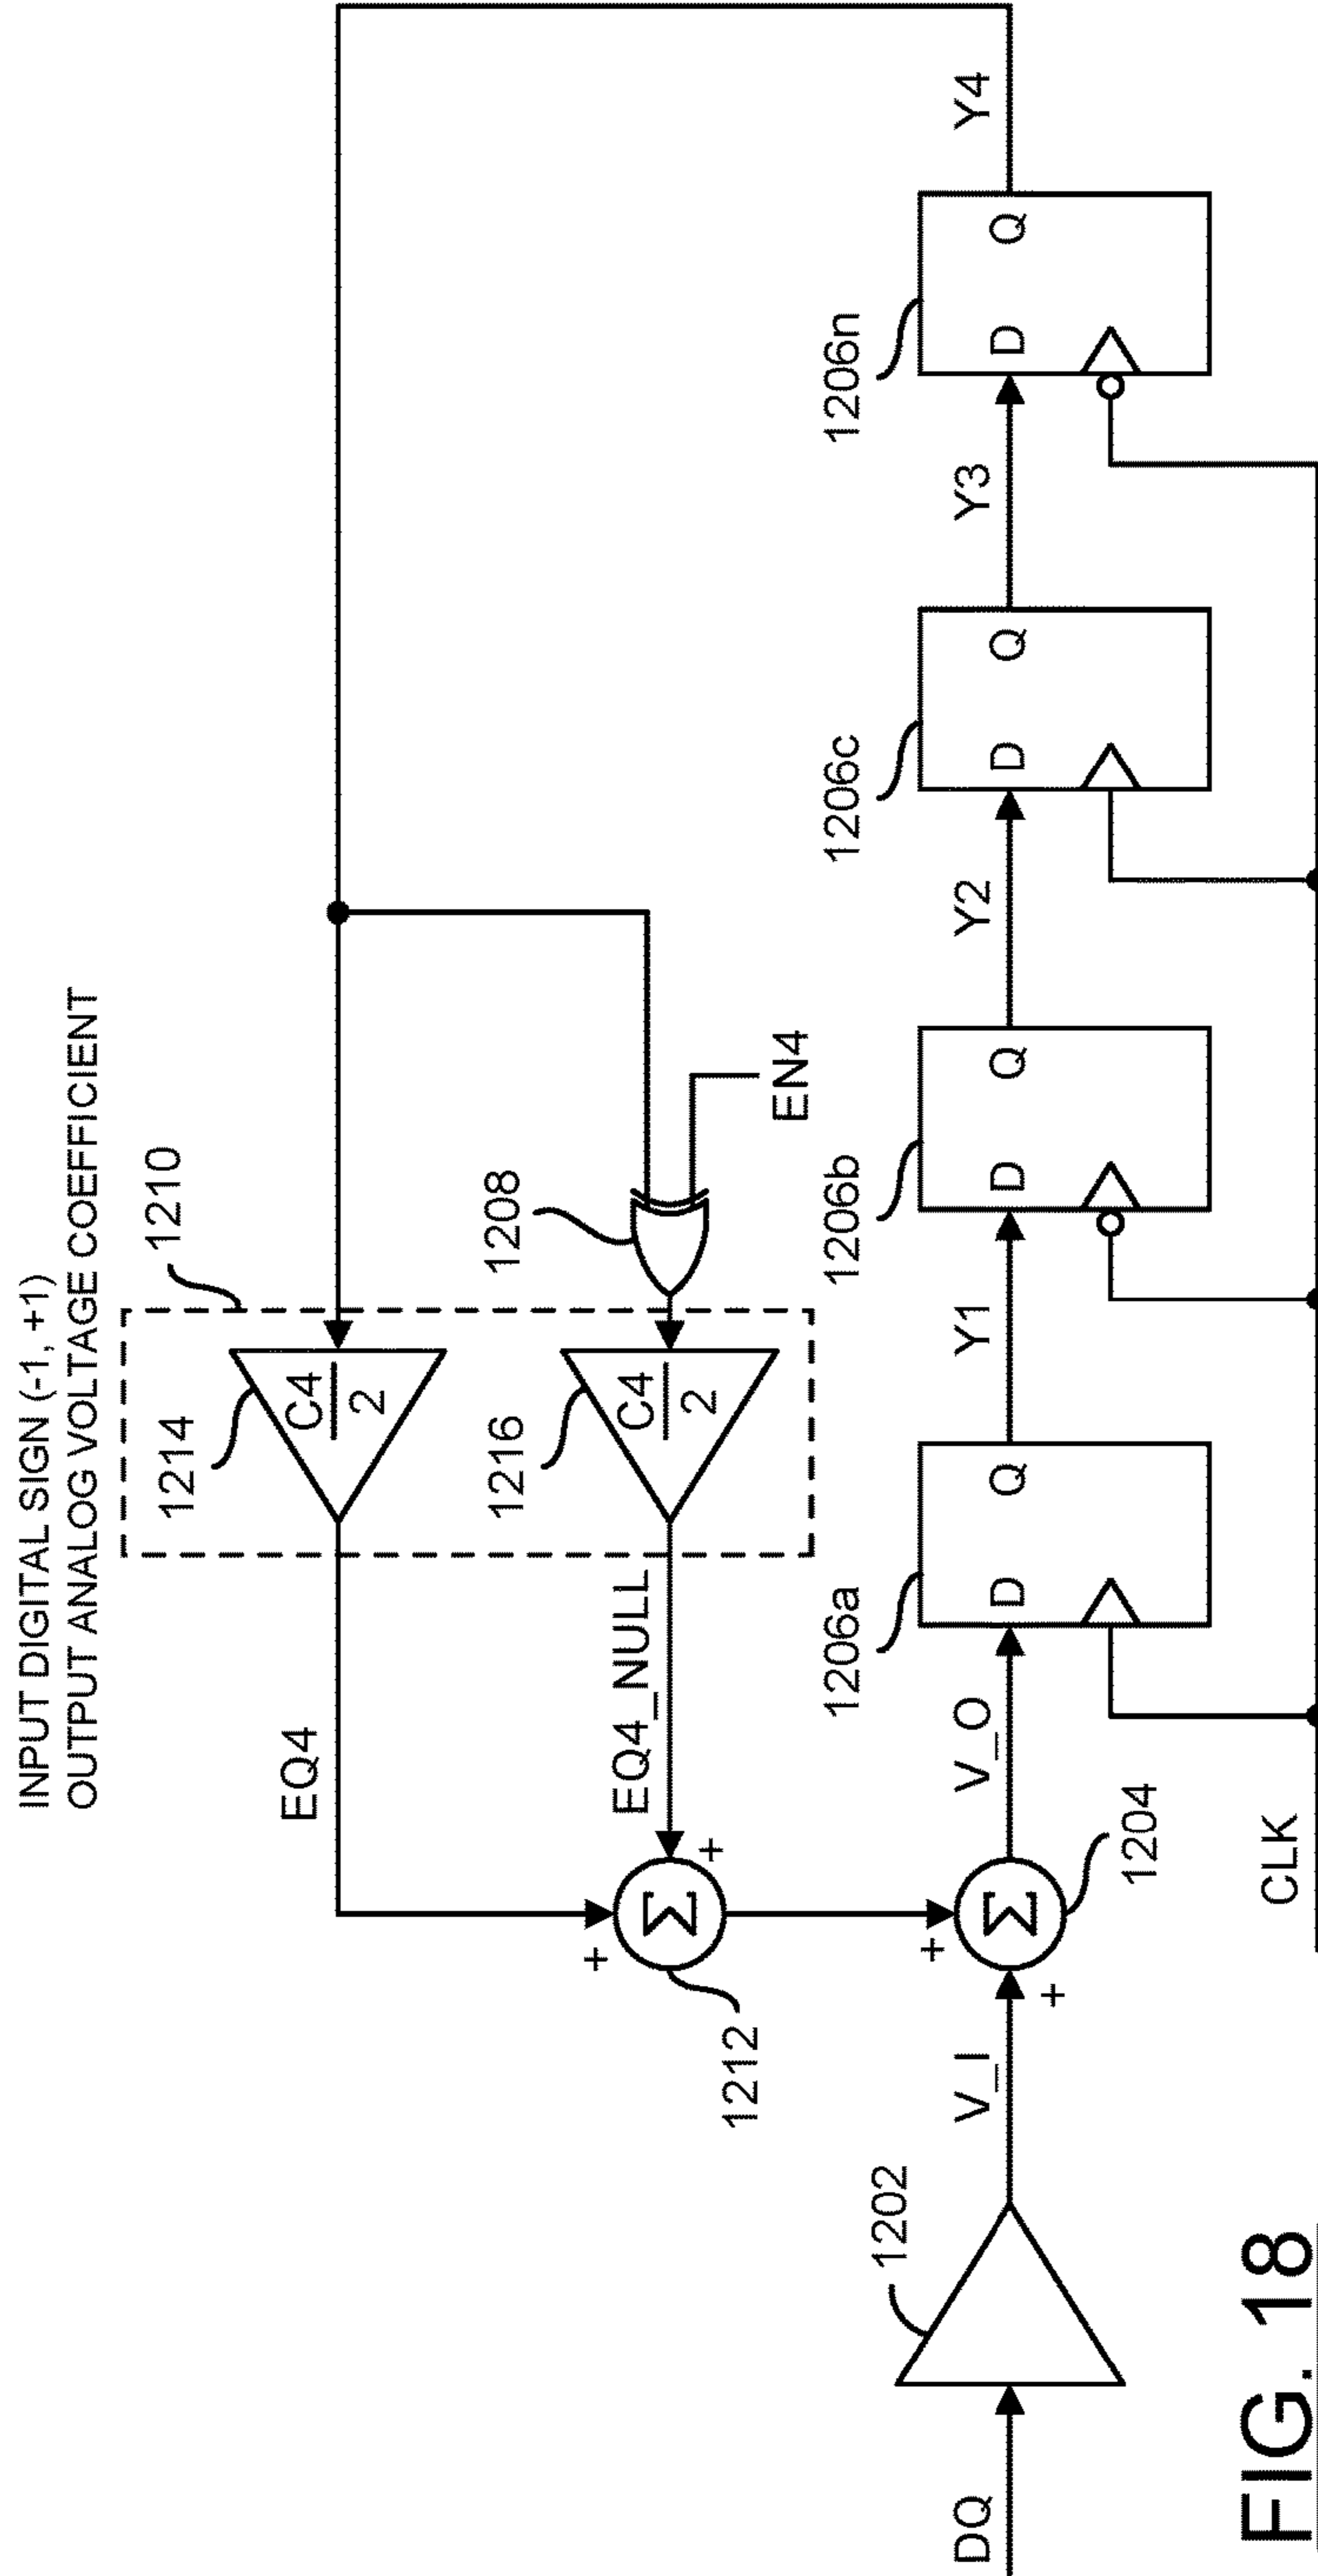 INPUT DIGITAL SIGN (-1, +1)
OUTPUT ANALOG VOLTAGE COEFFICIENT
1210
1214
C4
2
EQ4
1216
C4
2
EQ4_NULL
1208
EN4
+
+
Σ
1212
DQ
1202
V_I
+
+
Σ
1204
V_O
1206a
D
Q
Y1
1206b
D
Q
Y2
1206c
D
Q
Y3
1206n
D
Q
Y4
CLK
FIG. 18